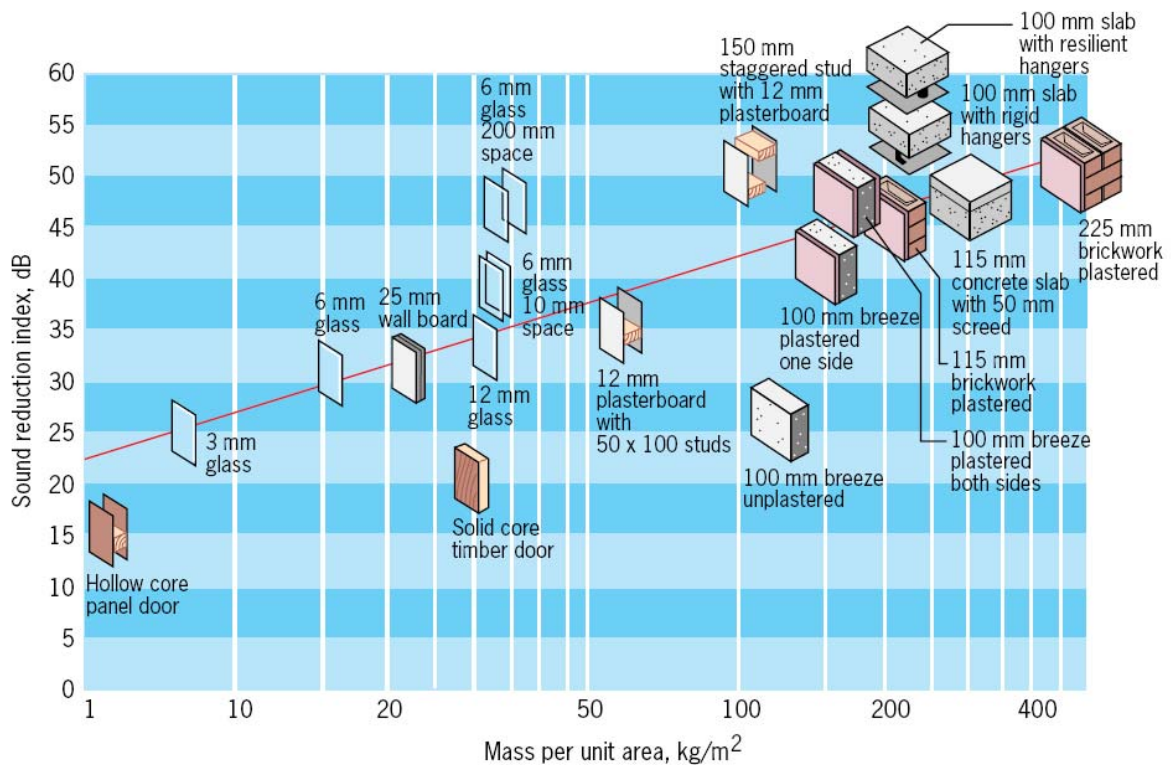 Sound reduction index, dB
60
55
50
45
40
35
30
25
20
15
10
5
0
1
10
20
50
100
200
400
Mass per unit area, kg/m²
Hollow core
panel door
3 mm
glass
6 mm
glass
25 mm
wall board
Solid core
timber door
12 mm
glass
6 mm
glass
200 mm
space
6 mm
glass
10 mm
space
12 mm
plasterboard
with
50 x 100 studs
150 mm
staggered stud
with 12 mm
plasterboard
100 mm breeze
plastered
one side
100 mm breeze
unplastered
100 mm slab
with resilient
hangers
100 mm slab
with rigid
hangers
225 mm
brickwork
plastered
115 mm
concrete slab
with 50 mm
screed
115 mm
brickwork
plastered
100 mm breeze
plastered
both sides